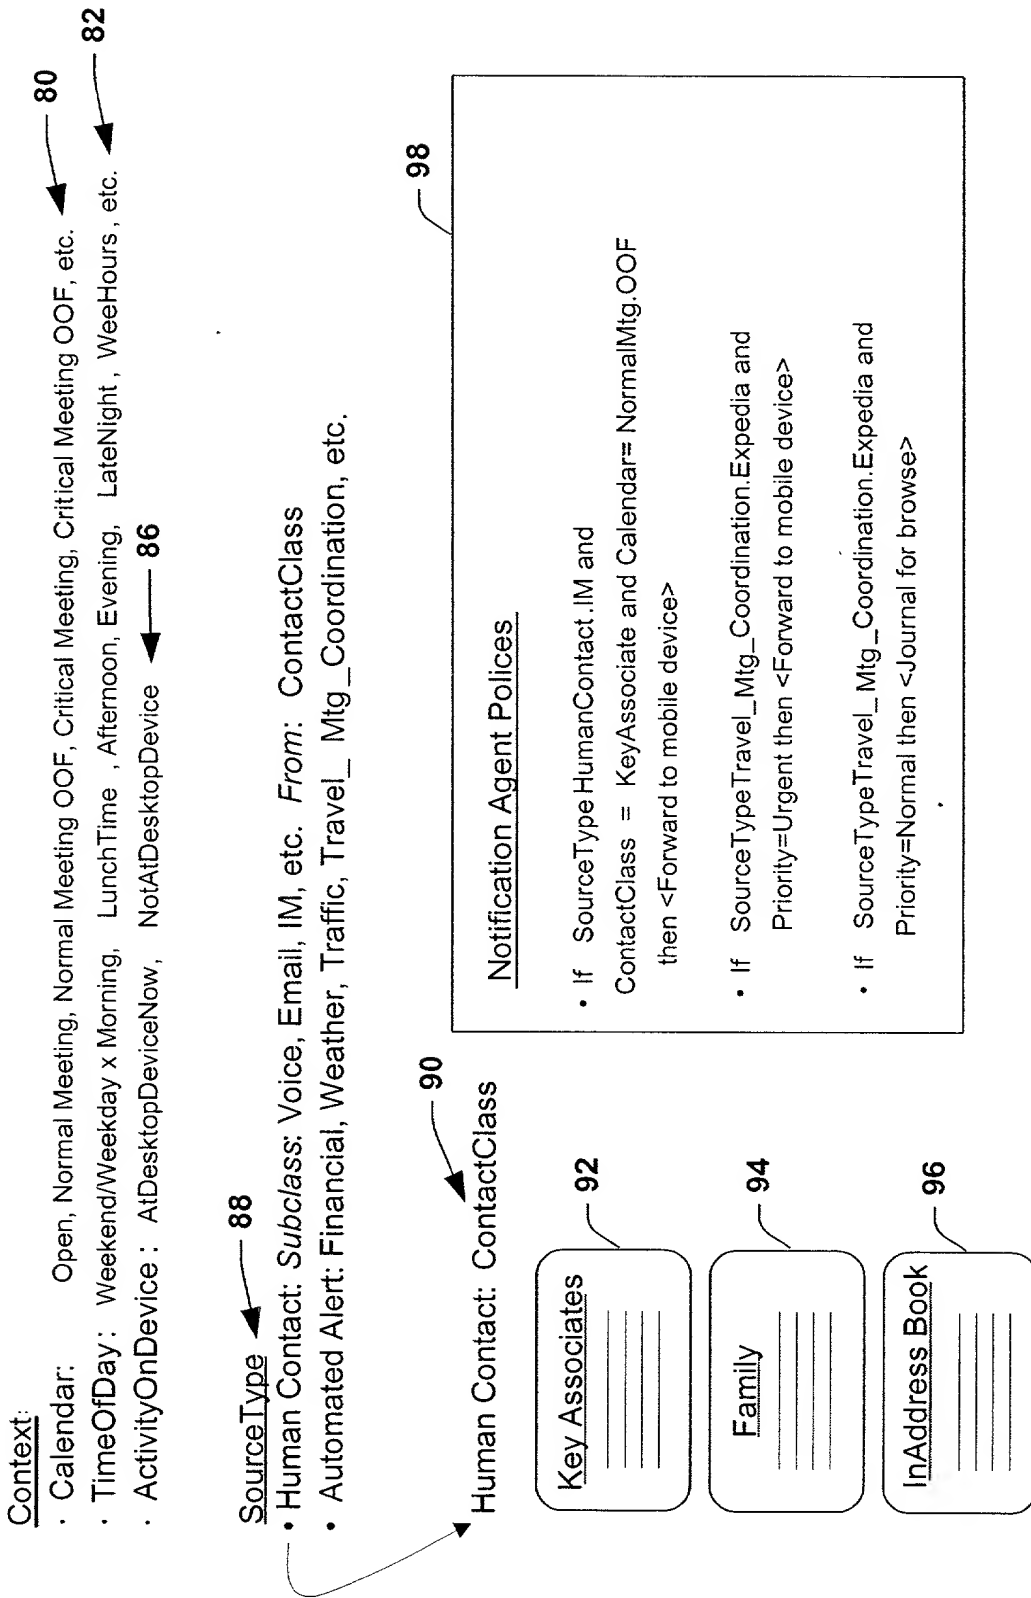 Context:
· Calendar: Open, Normal Meeting, Normal Meeting OOF, Critical Meeting, Critical Meeting OOF, etc. 80
· TimeOfDay: Weekend/Weekday x Morning, LunchTime , Afternoon, Evening, LateNight , WeeHours , etc. 82
· ActivityOnDevice : AtDesktopDeviceNow, NotAtDesktopDevice 86
SourceType 88
• Human Contact: Subclass: Voice, Email, IM, etc. From: ContactClass
• Automated Alert: Financial, Weather, Traffic, Travel_ Mtg_Coordination, etc.
Human Contact: ContactClass 90
Key Associates 92
Family 94
InAddress Book 96
98
Notification Agent Polices
• If SourceTypeHumanContact.IM and
ContactClass = KeyAssociate and Calendar= NormalMtg.OOF
then <Forward to mobile device>
• If SourceTypeTravel_Mtg_Coordination.Expedia and
Priority=Urgent then <Forward to mobile device>
• If SourceTypeTravel_Mtg_Coordination.Expedia and
Priority=Normal then <Journal for browse>